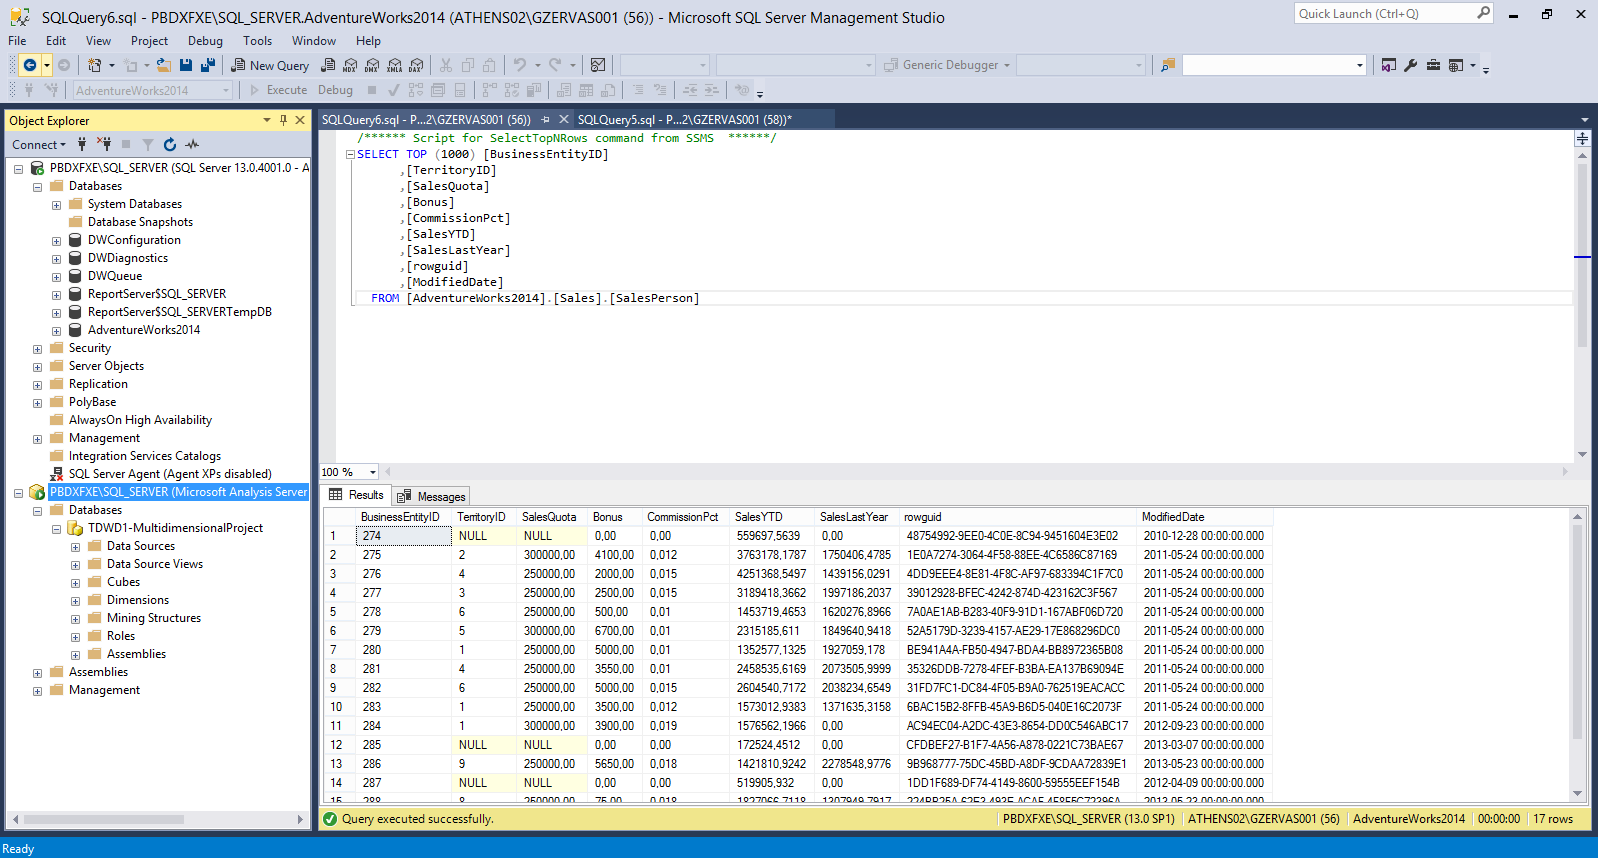 SQLQuery6.sql - PBDXFXE\SQL_SERVER.AdventureWorks2014 (ATHENS02\GZERVAS001 (56)) - Microsoft SQL Server Management Studio
Quick Launch (Ctrl+Q)
File Edit View Project Debug Tools Window Help
New Query MDX DMX XMLA DAX Generic Debugger
AdventureWorks2014 Execute Debug
Object Explorer
Connect
PBDXFXE\SQL_SERVER (SQL Server 13.0.4001.0 - A
Databases
System Databases
Database Snapshots
DWConfiguration
DWDiagnostics
DWQueue
ReportServer$SQL_SERVER
ReportServer$SQL_SERVERTempDB
AdventureWorks2014
Security
Server Objects
Replication
PolyBase
AlwaysOn High Availability
Management
Integration Services Catalogs
SQL Server Agent (Agent XPs disabled)
PBDXFXE\SQL_SERVER (Microsoft Analysis Server
Databases
TDWD1-MultidimensionalProject
Data Sources
Data Source Views
Cubes
Dimensions
Mining Structures
Roles
Assemblies
Assemblies
Management
SQLQuery6.sql - P...2\GZERVAS001 (56)) SQLQuery5.sql - P...2\GZERVAS001 (58))*
/****** Script for SelectTopNRows command from SSMS ******/
SELECT TOP (1000) [BusinessEntityID]
,[TerritoryID]
,[SalesQuota]
,[Bonus]
,[CommissionPct]
,[SalesYTD]
,[SalesLastYear]
,[rowguid]
,[ModifiedDate]
FROM [AdventureWorks2014].[Sales].[SalesPerson]
100 %
Results Messages
BusinessEntityID TerritoryID SalesQuota Bonus CommissionPct SalesYTD SalesLastYear rowguid ModifiedDate
1 274 NULL NULL 0,00 0,00 559697,5639 0,00 48754992-9EE0-4C0E-8C94-9451604E3E02 2010-12-28 00:00:00.000
2 275 2 300000,00 4100,00 0,012 3763178,1787 1750406,4785 1E0A7274-3064-4F58-88EE-4C6586C87169 2011-05-24 00:00:00.000
3 276 4 250000,00 2000,00 0,015 4251368,5497 1439156,0291 4DD9EEE4-8E81-4F8C-AF97-683394C1F7C0 2011-05-24 00:00:00.000
4 277 3 250000,00 2500,00 0,015 3189418,3662 1997186,2037 39012928-BFEC-4242-874D-423162C3F567 2011-05-24 00:00:00.000
5 278 6 250000,00 500,00 0,01 1453719,4653 1620276,8966 7A0AE1AB-B283-40F9-91D1-167ABF06D720 2011-05-24 00:00:00.000
6 279 5 300000,00 6700,00 0,01 2315185,611 1849640,9418 52A5179D-3239-4157-AE29-17E868296DC0 2011-05-24 00:00:00.000
7 280 1 250000,00 5000,00 0,01 1352577,1325 1927059,178 BE941A4A-FB50-4947-BDA4-BB8972365B08 2011-05-24 00:00:00.000
8 281 4 250000,00 3550,00 0,01 2458535,6169 2073505,9999 35326DDB-7278-4FEF-B3BA-EA137B69094E 2011-05-24 00:00:00.000
9 282 6 250000,00 5000,00 0,015 2604540,7172 2038234,6549 31FD7FC1-DC84-4F05-B9A0-762519EACACC 2011-05-24 00:00:00.000
10 283 1 250000,00 3500,00 0,012 1573012,9383 1371635,3158 6BAC15B2-8FFB-45A9-B6D5-040E16C2073F 2011-05-24 00:00:00.000
11 284 1 300000,00 3900,00 0,019 1576562,1966 0,00 AC94EC04-A2DC-43E3-8654-DD0C546ABC17 2012-09-23 00:00:00.000
12 285 NULL NULL 0,00 0,00 172524,4512 0,00 CFDBEF27-B1F7-4A56-A878-0221C73BAE67 2013-03-07 00:00:00.000
13 286 9 250000,00 5650,00 0,018 1421810,9242 2278548,9776 9B968777-75DC-45BD-A8DF-9CDAA72839E1 2013-05-23 00:00:00.000
14 287 NULL NULL 0,00 0,00 519905,932 0,00 1DD1F689-DF74-4149-8600-59555EEF154B 2012-04-09 00:00:00.000
15 288 8 250000,00 75,00 0,018 1827066,7118 1307949,7917
Query executed successfully. PBDXFXE\SQL_SERVER (13.0 SP1) ATHENS02\GZERVAS001 (56) AdventureWorks2014 00:00:00 17 rows
Ready